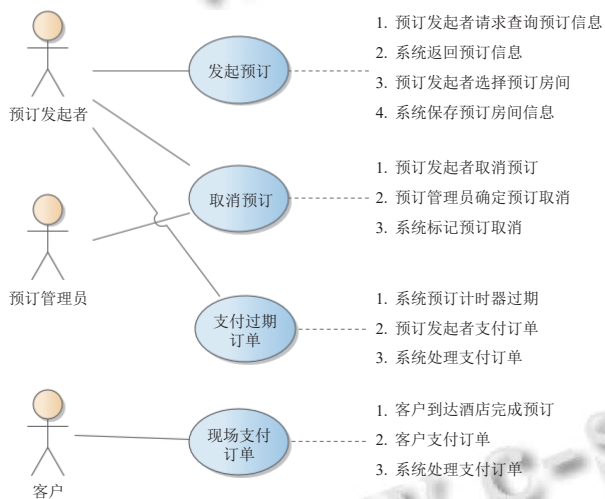 预订发起者
预订管理员
客户
发起预订
1. 预订发起者请求查询预订信息
2. 系统返回预订信息
3. 预订发起者选择预订房间
4. 系统保存预订房间信息
取消预订
1. 预订发起者取消预订
2. 预订管理员确定预订取消
3. 系统标记预订取消
支付过期
订单
1. 系统预订计时器过期
2. 预订发起者支付订单
3. 系统处理支付订单
现场支付
订单
1. 客户到达酒店完成预订
2. 客户支付订单
3. 系统处理支付订单